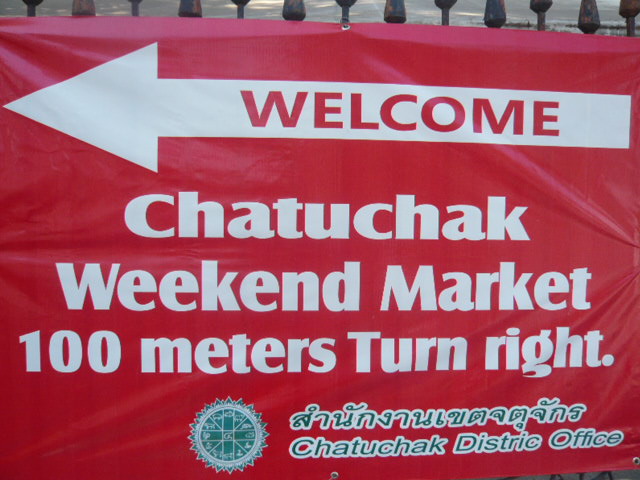 WELCOME
Chatuchak
Weekend Market
100 meters Turn right.
สำนักงานเขตจตุจักร
Chatuchak Distric Office